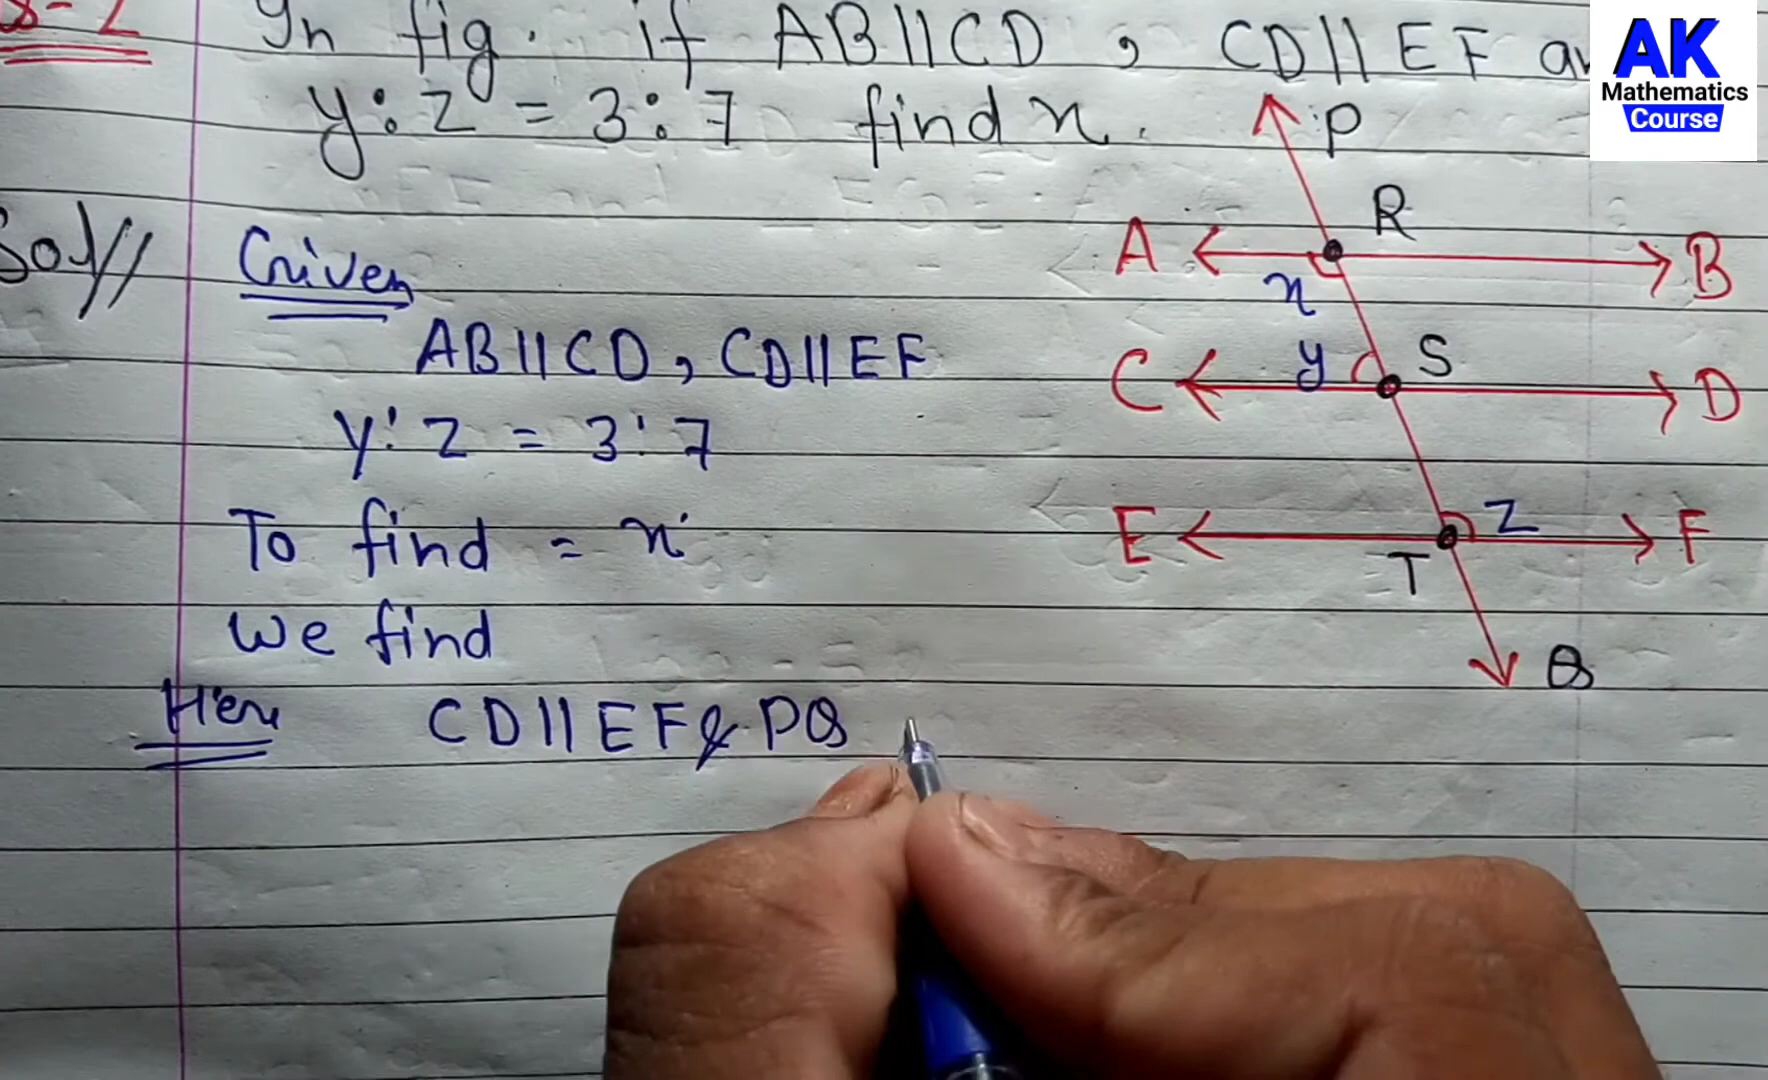 In fig. if AB||CD, CD||EF
y:z = 3:7 find x.
AK
Mathematics
Course
P
R
A
B
x
Sol//
Given
AB||CD, CD||EF
y S
C
D
y:z = 3:7
E
z
F
T
To find = x
We find
Q
Here CD||EF & PQ